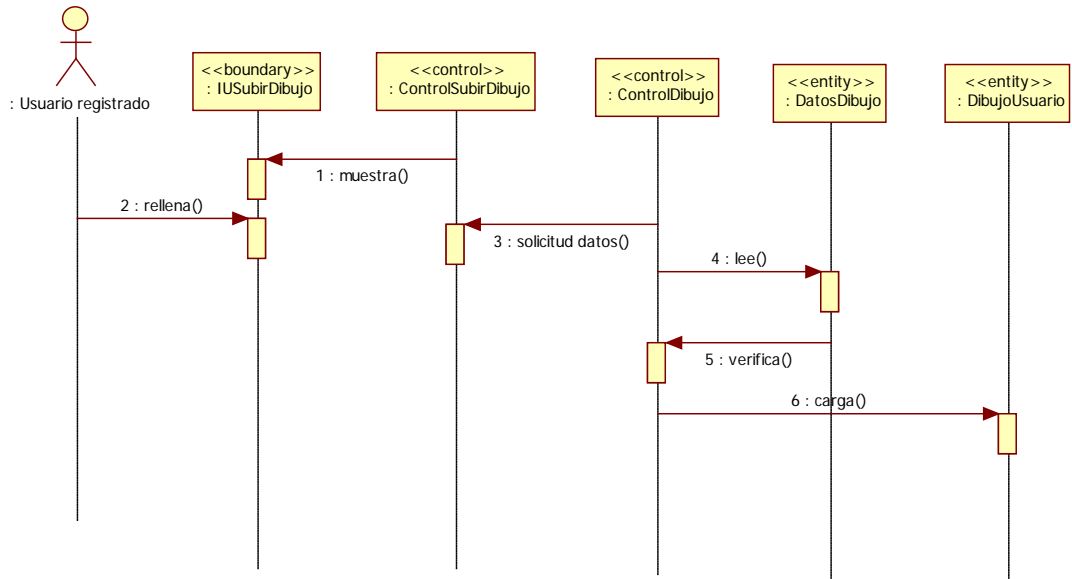 : Usuario registrado
<<boundary>>
: IUSubirDibujo
<<control>>
: ControlSubirDibujo
<<control>>
: ControlDibujo
<<entity>>
: DatosDibujo
<<entity>>
: DibujoUsuario
1 : muestra()
2 : rellena()
3 : solicitud datos()
4 : lee()
5 : verifica()
6 : carga()